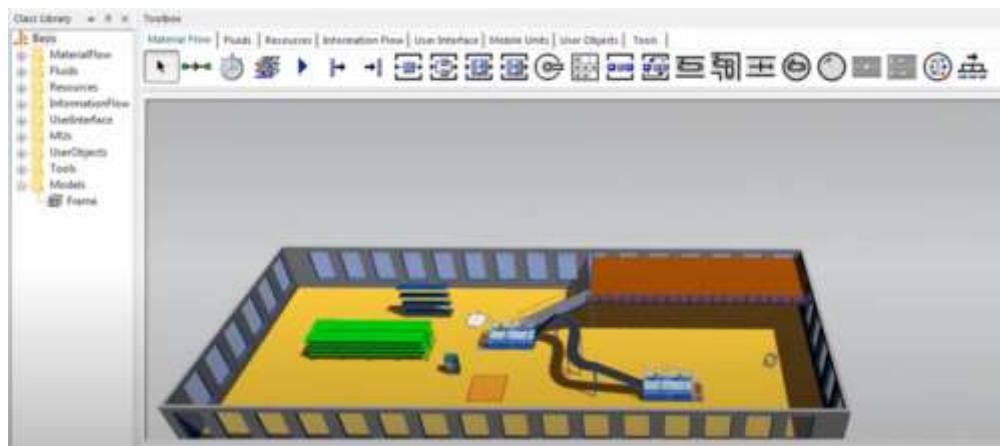 Class Library
Toolbox
Basis
MaterialFlow
Fluids
Resources
InformationFlow
UserInterface
MUs
UserObjects
Tools
Models
Frame
Material Flow | Fluids | Resources | Information Flow | User Interface | Mobile Units | User Objects | Tools |